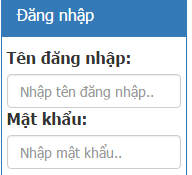 Đăng nhập
Tên đăng nhập:
Nhập tên đăng nhập..
Mật khẩu:
Nhập mật khẩu..